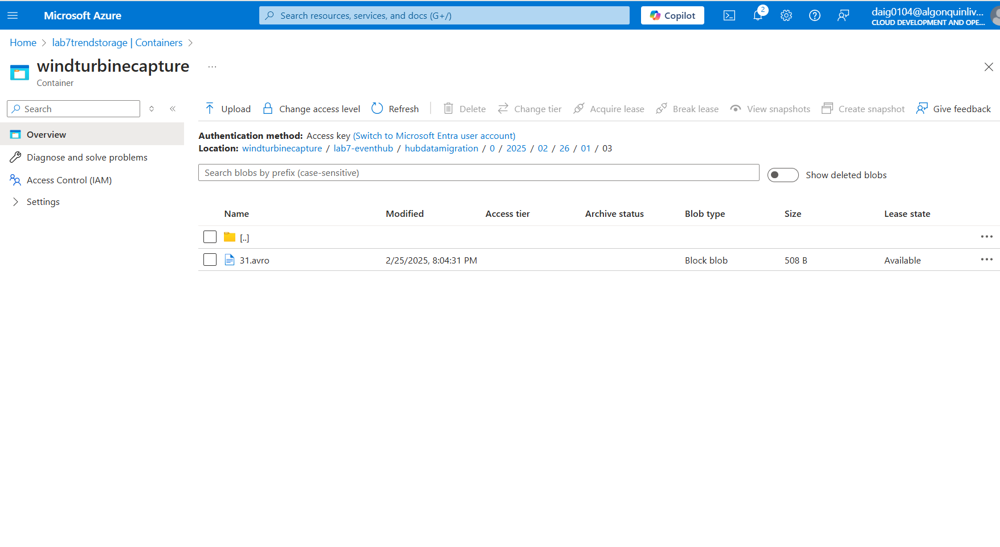 Microsoft Azure
Search resources, services, and docs (G+/)
Copilot
2
daig0104@algonquinliv...
CLOUD DEVELOPMENT AND OPE...
Home > lab7trendstorage | Containers >
windturbinecapture ...
Container
Search
Upload
Change access level
Refresh
Delete
Change tier
Acquire lease
Break lease
View snapshots
Create snapshot
Give feedback
Overview
Diagnose and solve problems
Access Control (IAM)
Settings
Authentication method: Access key (Switch to Microsoft Entra user account)
Location: windturbinecapture / lab7-eventhub / hubdatamigration / 0 / 2025 / 02 / 26 / 01 / 03
Search blobs by prefix (case-sensitive)
Show deleted blobs
Name Modified Access tier Archive status Blob type Size Lease state
[..]
31.avro 2/25/2025, 8:04:31 PM Block blob 508 B Available